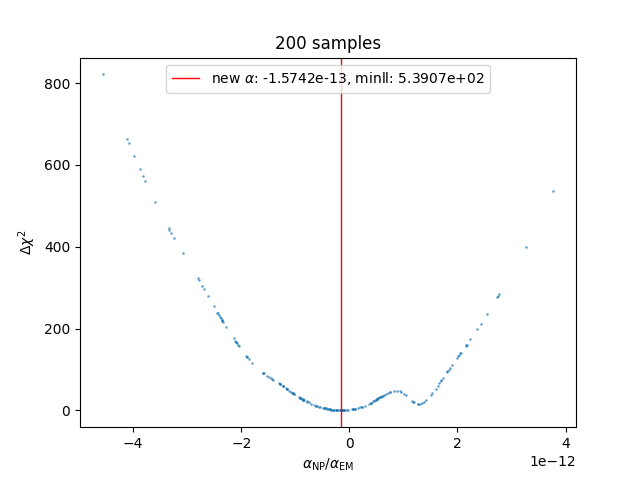 200 samples
new α: -1.5742e-13, minll: 5.3907e+02
800
600
400
200
0
Δχ²
−4
−2
0
2
4
1e−12
α_NP/α_EM